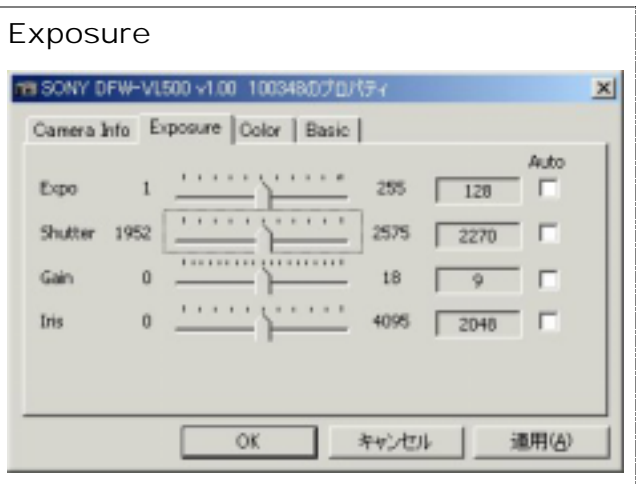 Exposure
SONY DFW-VL500 v1.00 100348のプロパティ
Camera Info Exposure Color Basic
Auto
Expo 1 255 128
Shutter 1952 2575 2270
Gain 0 18 9
Iris 0 4095 2048
OK キャンセル 適用(A)